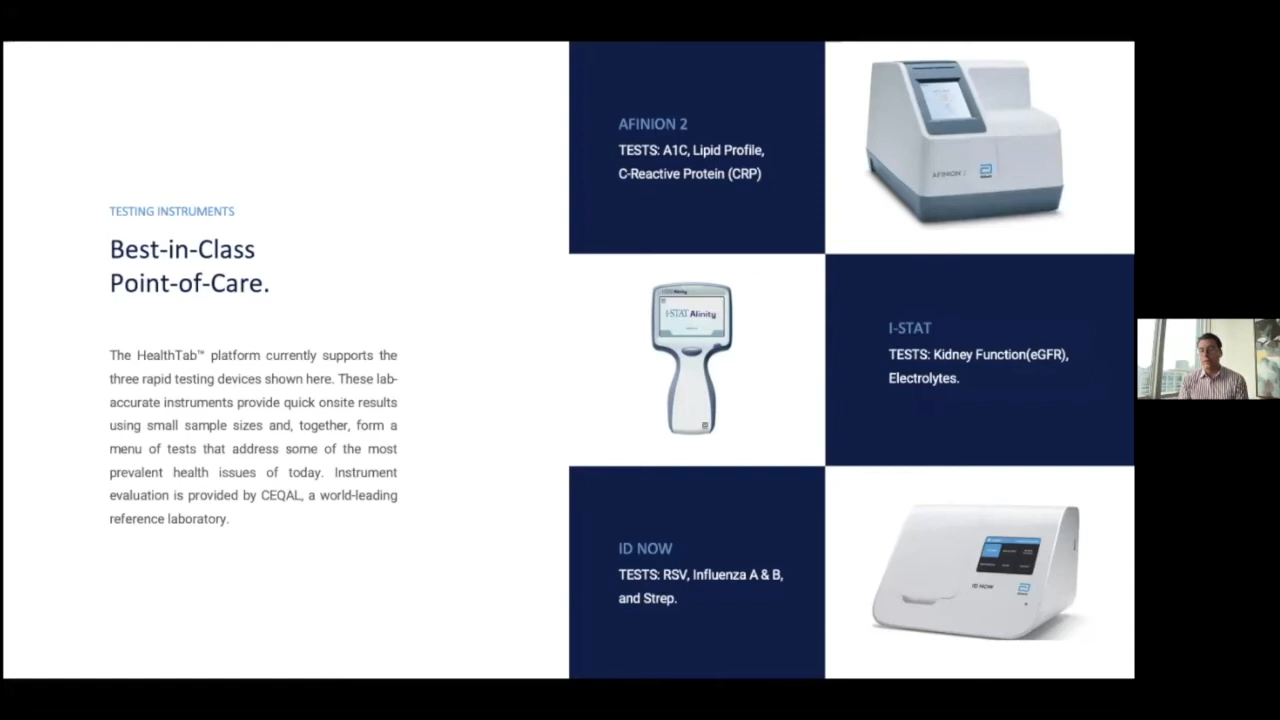 TESTING INSTRUMENTS
Best-in-Class
Point-of-Care.
The HealthTab™ platform currently supports the
three rapid testing devices shown here. These lab-
accurate instruments provide quick onsite results
using small sample sizes and, together, form a
menu of tests that address some of the most
prevalent health issues of today. Instrument
evaluation is provided by CEQAL, a world-leading
reference laboratory.
AFINION 2
TESTS: A1C, Lipid Profile,
C-Reactive Protein (CRP)
AFINION 2
i-STAT Alinity
I-STAT
TESTS: Kidney Function(eGFR),
Electrolytes.
ID NOW
TESTS: RSV, Influenza A & B,
and Strep.
ID NOW